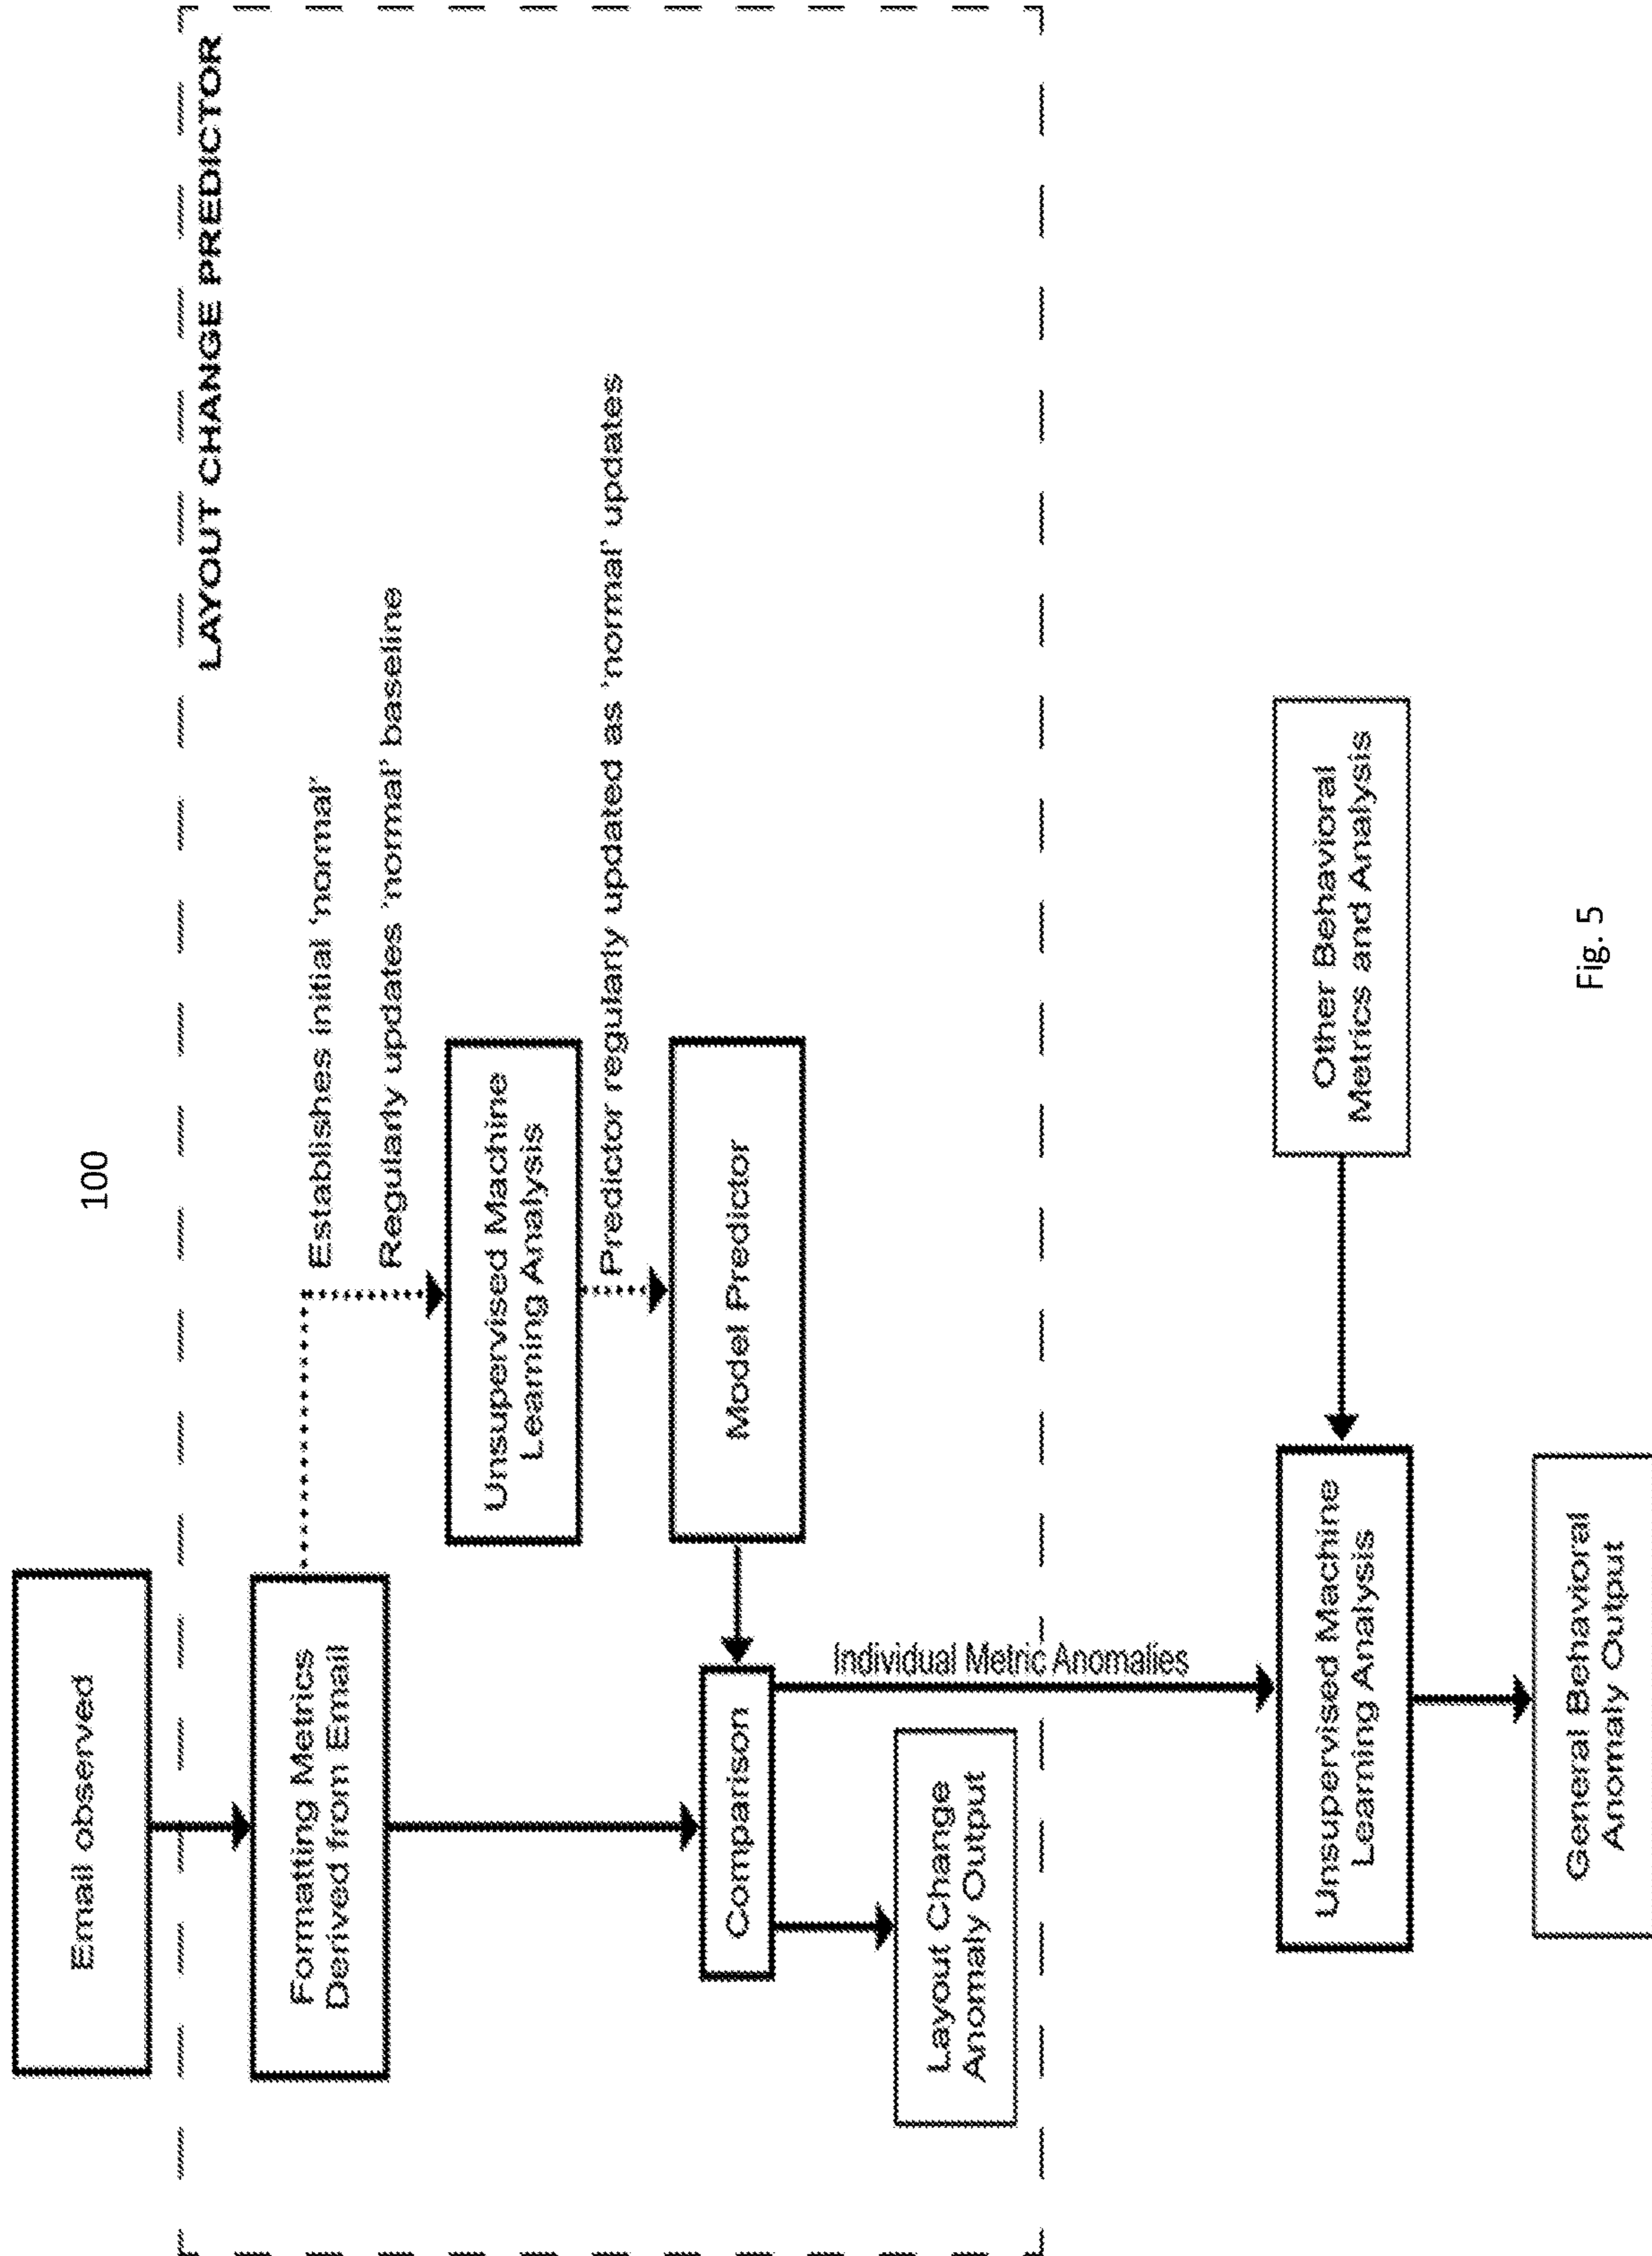 100
Email observed
LAYOUT CHANGE PREDICTOR
Formatting Metrics
Derived from Email
Establishes initial 'normal'
Regularly updates 'normal' baseline
Unsupervised Machine
Learning Analysis
Predictor regularly updated as 'normal' updates
Model Predictor
Comparison
Individual Metric Anomalies
Layout Change
Anomaly Output
Unsupervised Machine
Learning Analysis
Other Behavioral
Metrics and Analysis
General Behavioral
Anomaly Output
Fig. 5